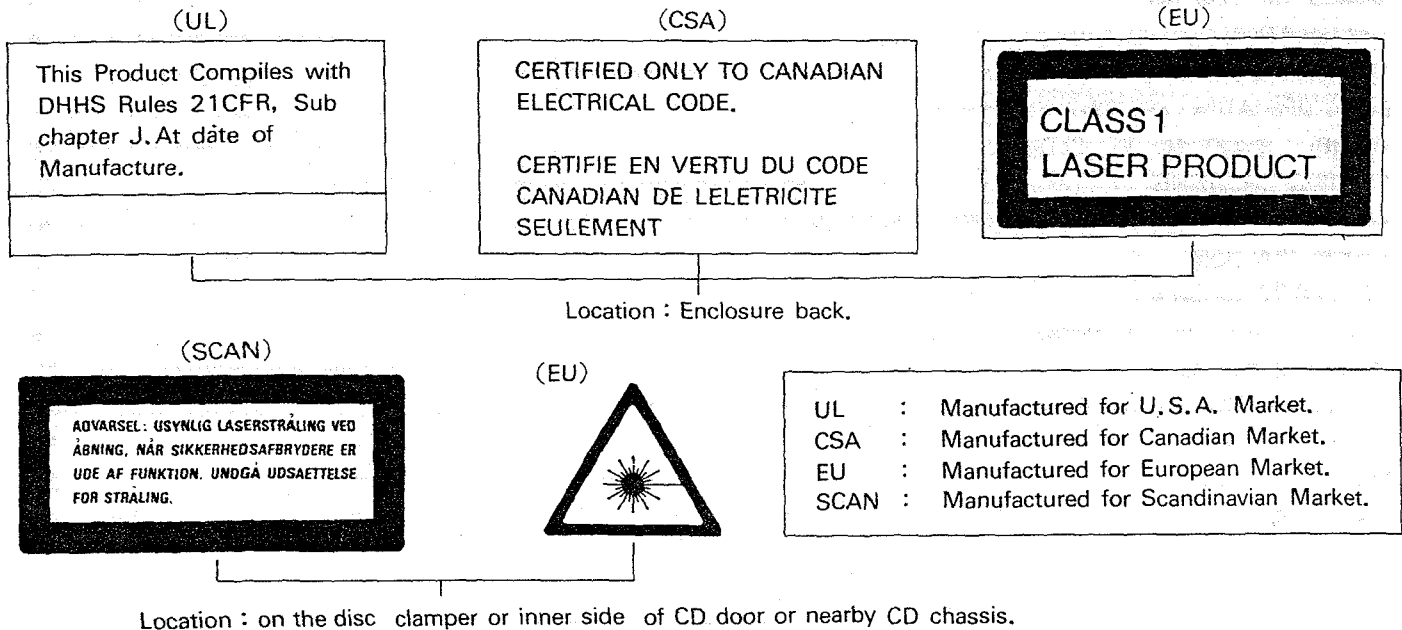 (UL)
This Product Compiles with
DHHS Rules 21CFR, Sub
chapter J.At date of
Manufacture.
(CSA)
CERTIFIED ONLY TO CANADIAN
ELECTRICAL CODE.
CERTIFIE EN VERTU DU CODE
CANADIAN DE LELETRICITE
SEULEMENT
(EU)
CLASS 1
LASER PRODUCT
Location : Enclosure back.
(SCAN)
ADVARSEL: USYNLIG LASERSTRÅLING VED
ÅBNING, NÅR SIKKERHEDSAFBRYDERE ER
UDE AF FUNKTION. UNDGÅ UDSAETTELSE
FOR STRÅLING.
(EU)
UL : Manufactured for U.S.A. Market.
CSA : Manufactured for Canadian Market.
EU : Manufactured for European Market.
SCAN : Manufactured for Scandinavian Market.
Location : on the disc clamper or inner side of CD door or nearby CD chassis.